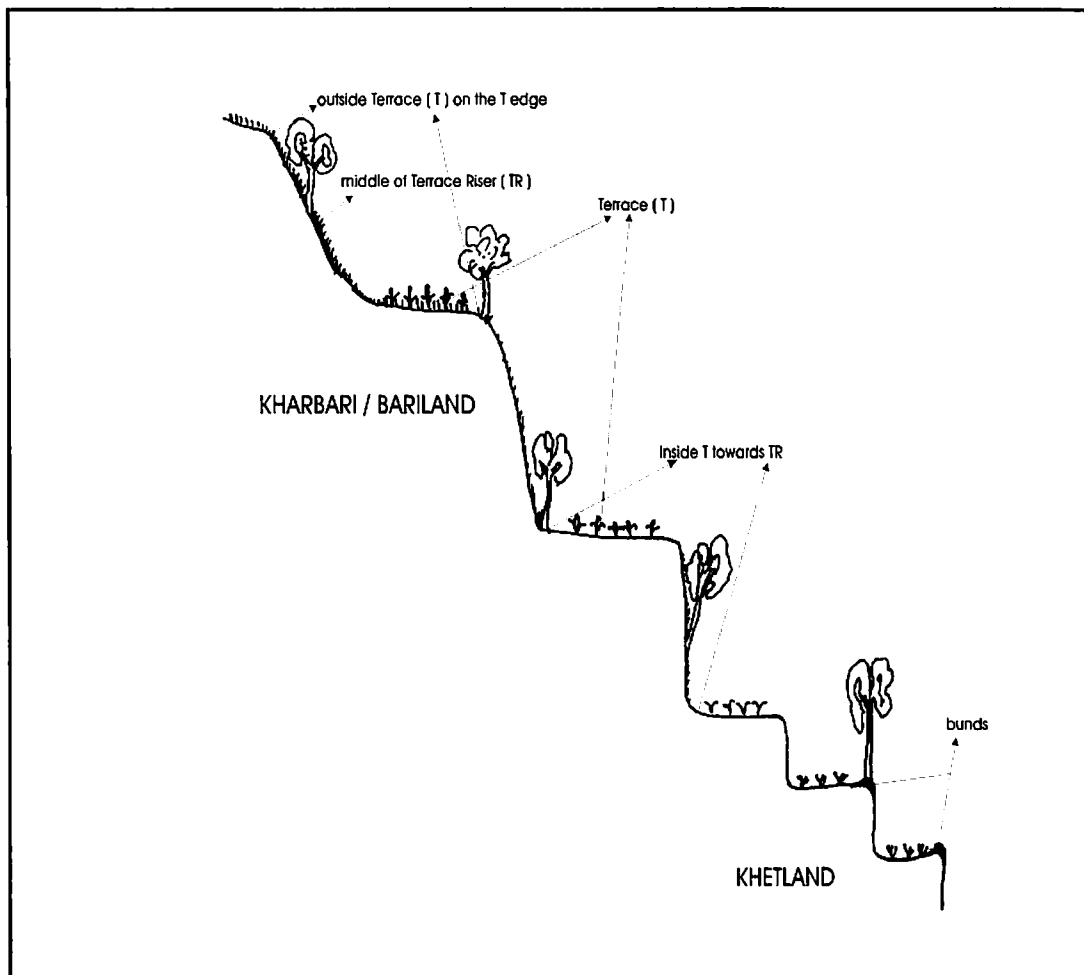 outside Terrace ( T ) on the T edge
middle of Terrace Riser ( TR )
Terrace ( T )
KHARBARI / BARILAND
Inside T towards TR
bunds
KHETLAND